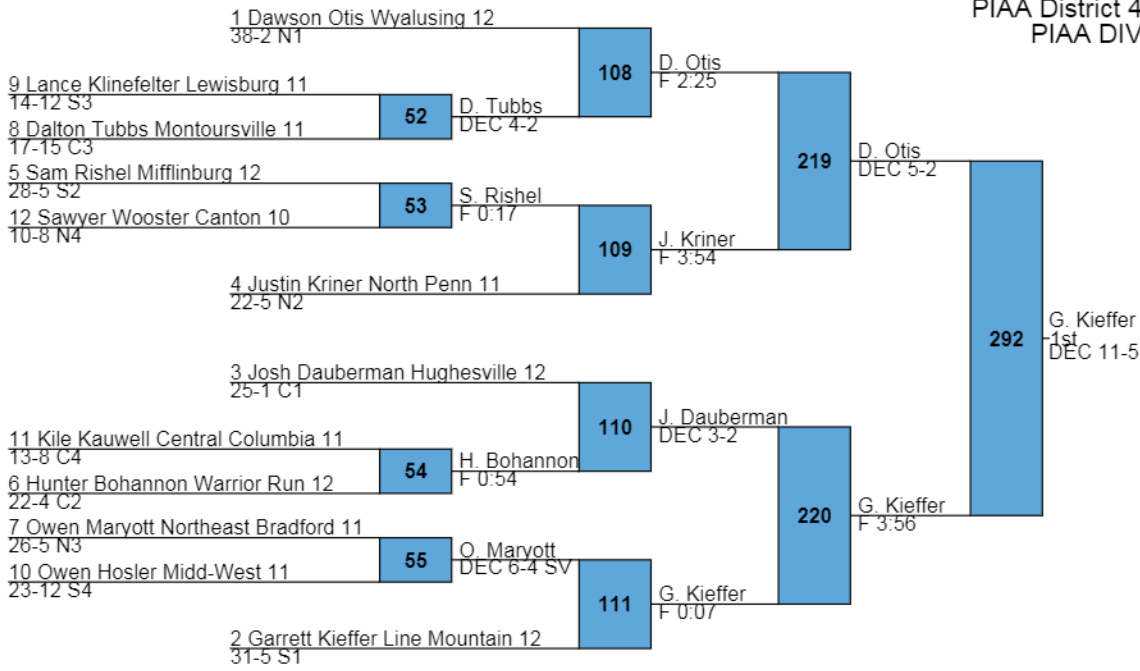 PIAA District 4
PIAA DIV
1 Dawson Otis Wyalusing 12
38-2 N1
108
D. Otis
F 2:25
9 Lance Klinefelter Lewisburg 11
14-12 S3
52
D. Tubbs
DEC 4-2
8 Dalton Tubbs Montoursville 11
17-15 C3
219
D. Otis
DEC 5-2
5 Sam Rishel Mifflinburg 12
28-5 S2
53
S. Rishel
F 0:17
12 Sawyer Wooster Canton 10
10-8 N4
109
J. Kriner
F 3:54
4 Justin Kriner North Penn 11
22-5 N2
292
G. Kieffer
1st
DEC 11-5
3 Josh Dauberman Hughesville 12
25-1 C1
110
J. Dauberman
DEC 3-2
11 Kile Kauwell Central Columbia 11
13-8 C4
54
H. Bohannon
F 0:54
6 Hunter Bohannon Warrior Run 12
22-4 C2
220
G. Kieffer
F 3:56
7 Owen Maryott Northeast Bradford 11
26-5 N3
55
O. Maryott
DEC 6-4 SV
10 Owen Hosler Midd-West 11
23-12 S4
111
G. Kieffer
F 0:07
2 Garrett Kieffer Line Mountain 12
31-5 S1